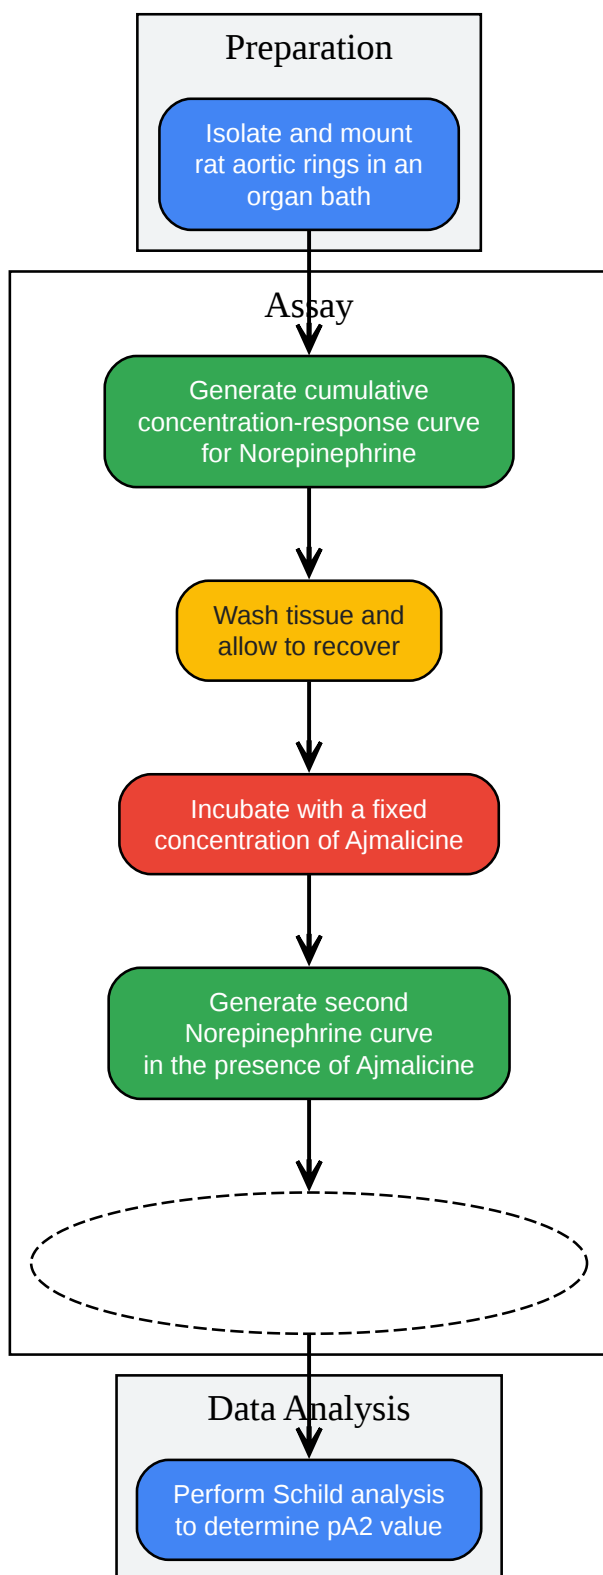 Preparation
Isolate and mount
rat aortic rings in an
organ bath
Assay
Generate cumulative
concentration-response curve
for Norepinephrine
Wash tissue and
allow to recover
Incubate with a fixed
concentration of Ajmalicine
Generate second
Norepinephrine curve
in the presence of Ajmalicine
Data Analysis
Perform Schild analysis
to determine pA2 value